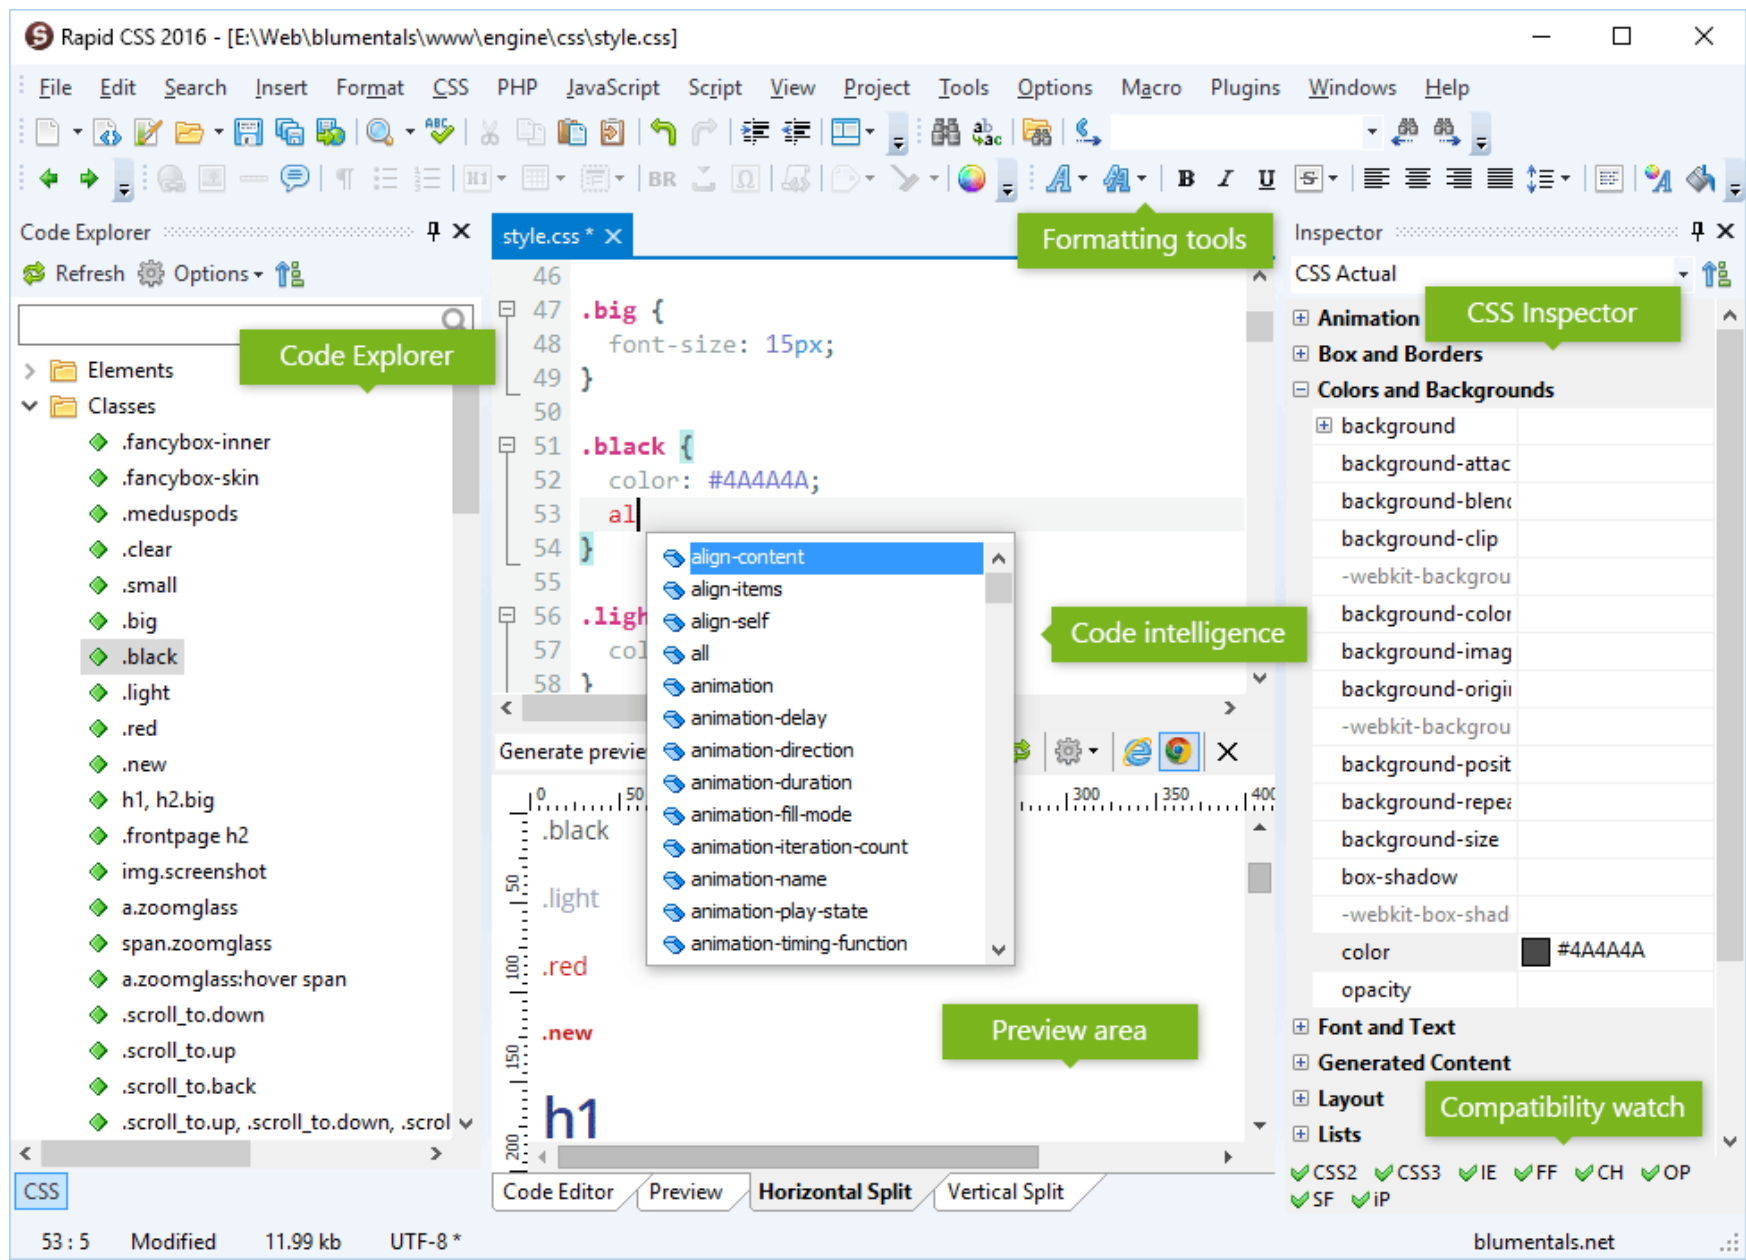 Rapid CSS 2016 - [E:\Web\blumentals\www\engine\css\style.css]
File Edit Search Insert Format CSS PHP JavaScript Script View Project Tools Options Macro Plugins Windows Help
ABC
ab
ac
H1 BR Ω A A B I U S A
Code Explorer
Refresh Options
Code Explorer
Elements
Classes
.fancybox-inner
.fancybox-skin
.meduspods
.clear
.small
.big
.black
.light
.red
.new
h1, h2.big
.frontpage h2
img.screenshot
a.zoomglass
span.zoomglass
a.zoomglass:hover span
.scroll_to.down
.scroll_to.up
.scroll_to.back
.scroll_to.up, .scroll_to.down, .scrol
CSS
style.css *
Formatting tools
46
47 .big {
48 font-size: 15px;
49 }
50
51 .black {
52 color: #4A4A4A;
53 al
54 }
55
56 .ligh
57 col
58 }
align-content
align-items
align-self
all
animation
animation-delay
animation-direction
animation-duration
animation-fill-mode
animation-iteration-count
animation-name
animation-play-state
animation-timing-function
Code intelligence
Generate previe
0 50 300 350 400
50
100
150
200
.black
.light
.red
.new
h1
Preview area
Code Editor Preview Horizontal Split Vertical Split
Inspector
CSS Actual
CSS Inspector
Animation
Box and Borders
Colors and Backgrounds
background
background-attac
background-blend
background-clip
-webkit-backgrou
background-color
background-imag
background-origi
-webkit-backgrou
background-posit
background-repea
background-size
box-shadow
-webkit-box-shad
color #4A4A4A
opacity
Font and Text
Generated Content
Layout
Lists
Compatibility watch
CSS2 CSS3 IE FF CH OP
SF iP
53 : 5 Modified 11.99 kb UTF-8 *
blumentals.net